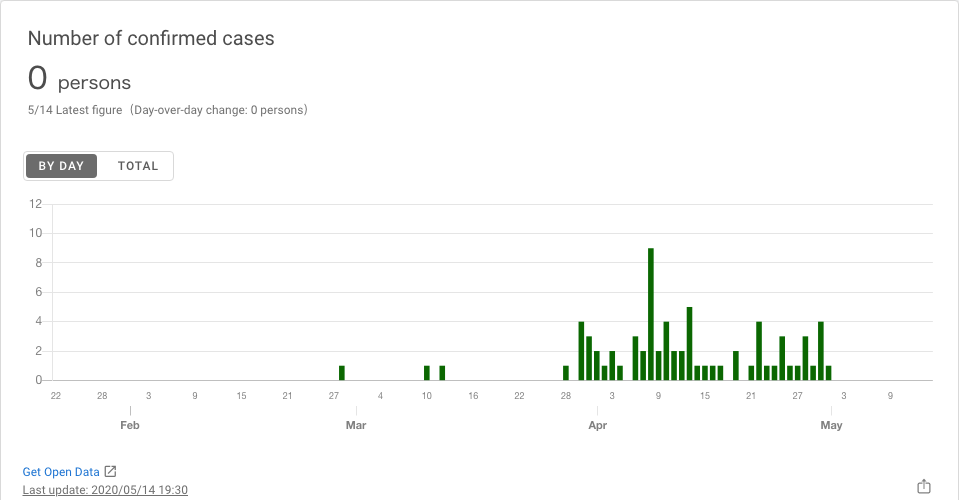 Number of confirmed cases
0 persons
5/14 Latest figure（Day-over-day change: 0 persons）
BY DAY TOTAL
12
10
8
6
4
2
0
22 28 3 9 15 21 27 4 10 16 22 28 3 9 15 21 27 3 9
Feb Mar Apr May
Get Open Data
Last update: 2020/05/14 19:30